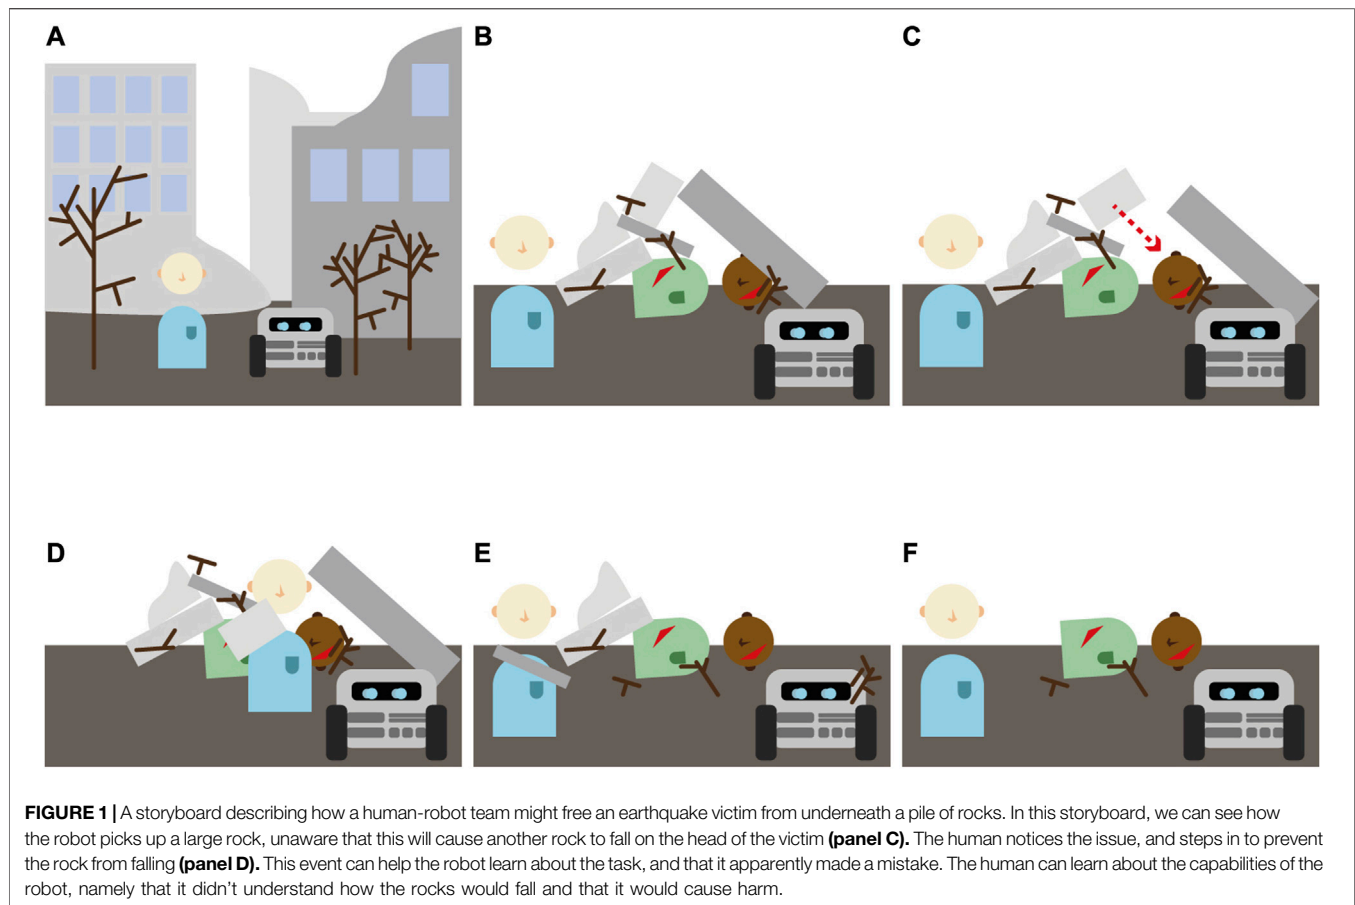 A
B
C
D
E
F
FIGURE 1 | A storyboard describing how a human-robot team might free an earthquake victim from underneath a pile of rocks. In this storyboard, we can see how
the robot picks up a large rock, unaware that this will cause another rock to fall on the head of the victim (panel C). The human notices the issue, and steps in to prevent
the rock from falling (panel D). This event can help the robot learn about the task, and that it apparently made a mistake. The human can learn about the capabilities of the
robot, namely that it didn't understand how the rocks would fall and that it would cause harm.